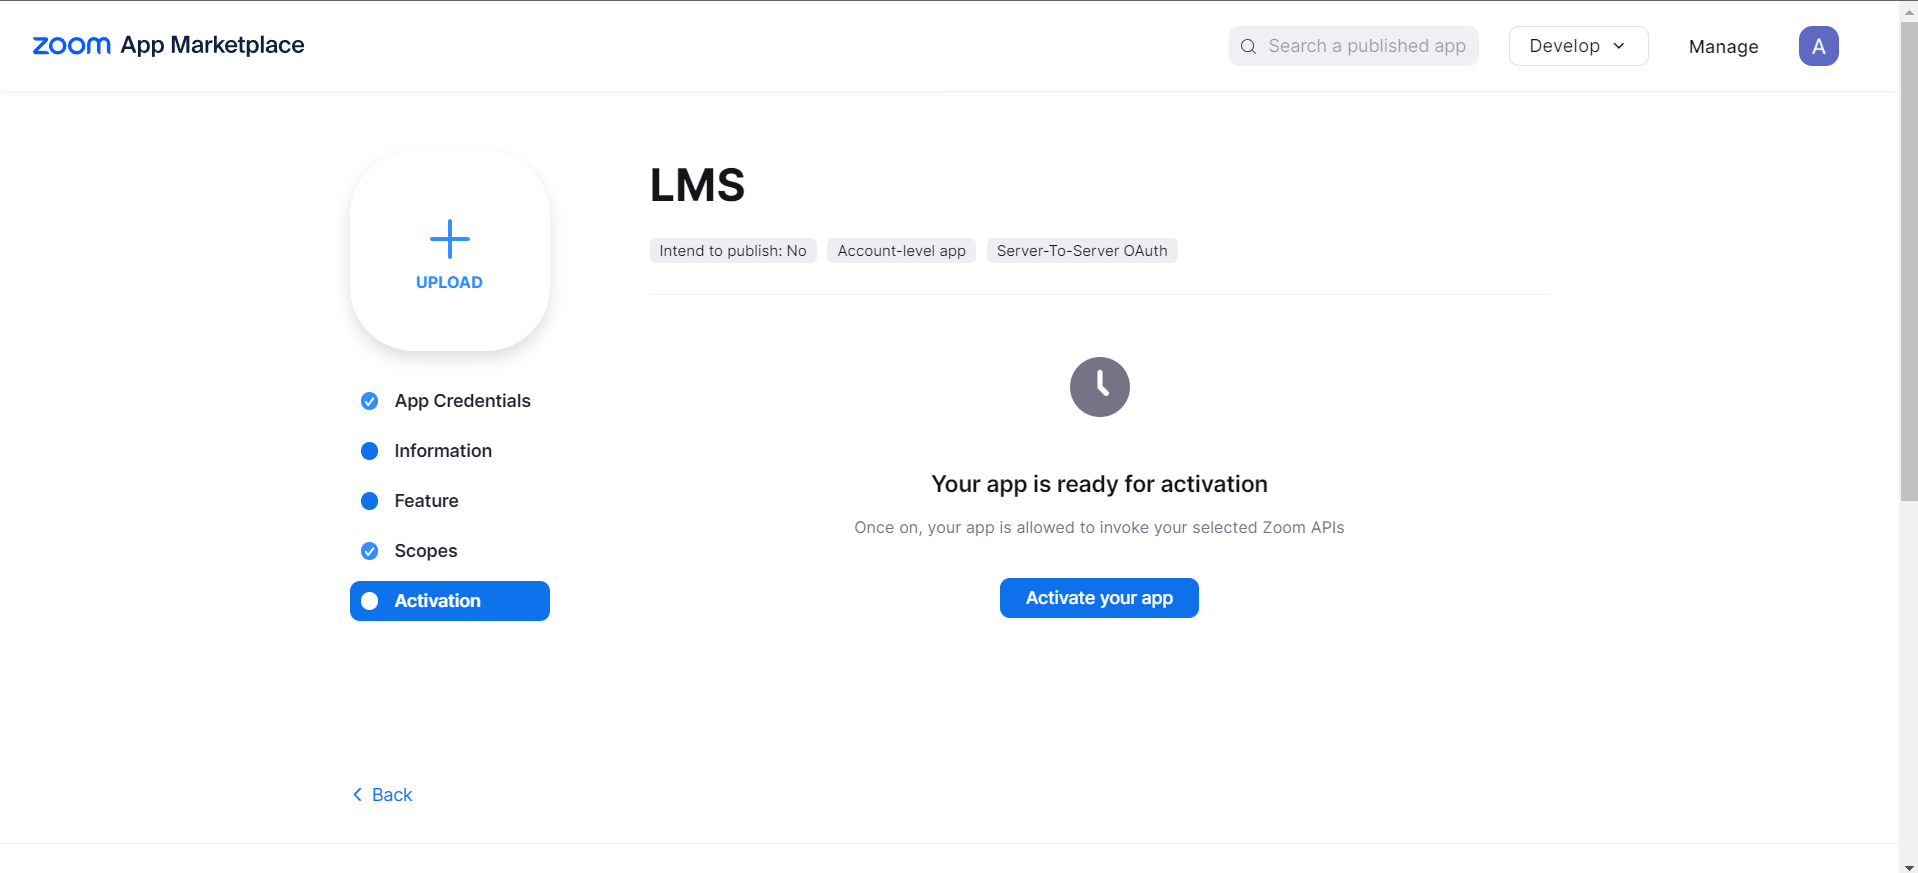 zoom App Marketplace
Search a published app
Develop
Manage
A
UPLOAD
LMS
Intend to publish: No
Account-level app
Server-To-Server OAuth
App Credentials
Information
Feature
Scopes
Activation
Your app is ready for activation
Once on, your app is allowed to invoke your selected Zoom APIs
Activate your app
Back